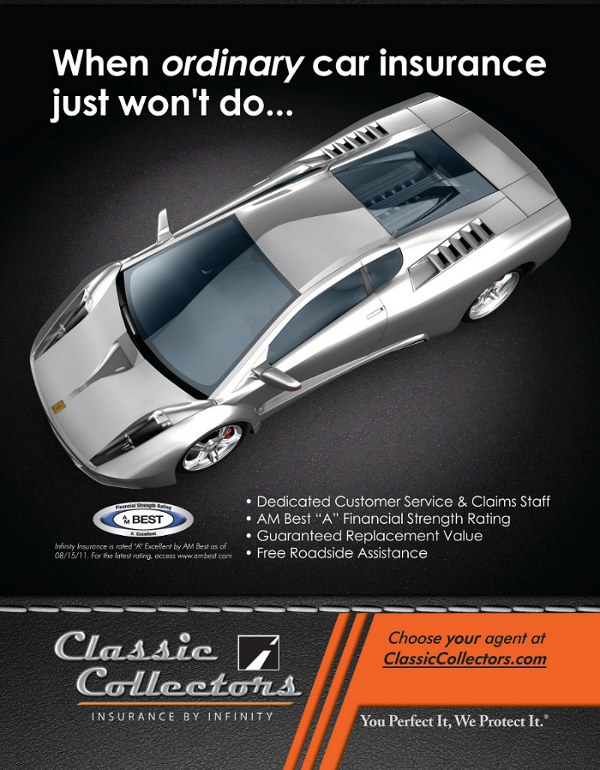 When ordinary car insurance
just won't do...
Financial Strength Rating
AM BEST
A Excellent
Infinity Insurance is rated "A" Excellent by AM Best as of
08/15/11. For the latest rating, access www.ambest.com
• Dedicated Customer Service & Claims Staff
• AM Best “A” Financial Strength Rating
• Guaranteed Replacement Value
• Free Roadside Assistance
Classic
Collectors
INSURANCE BY INFINITY
Choose your agent at
ClassicCollectors.com
You Perfect It, We Protect It.®